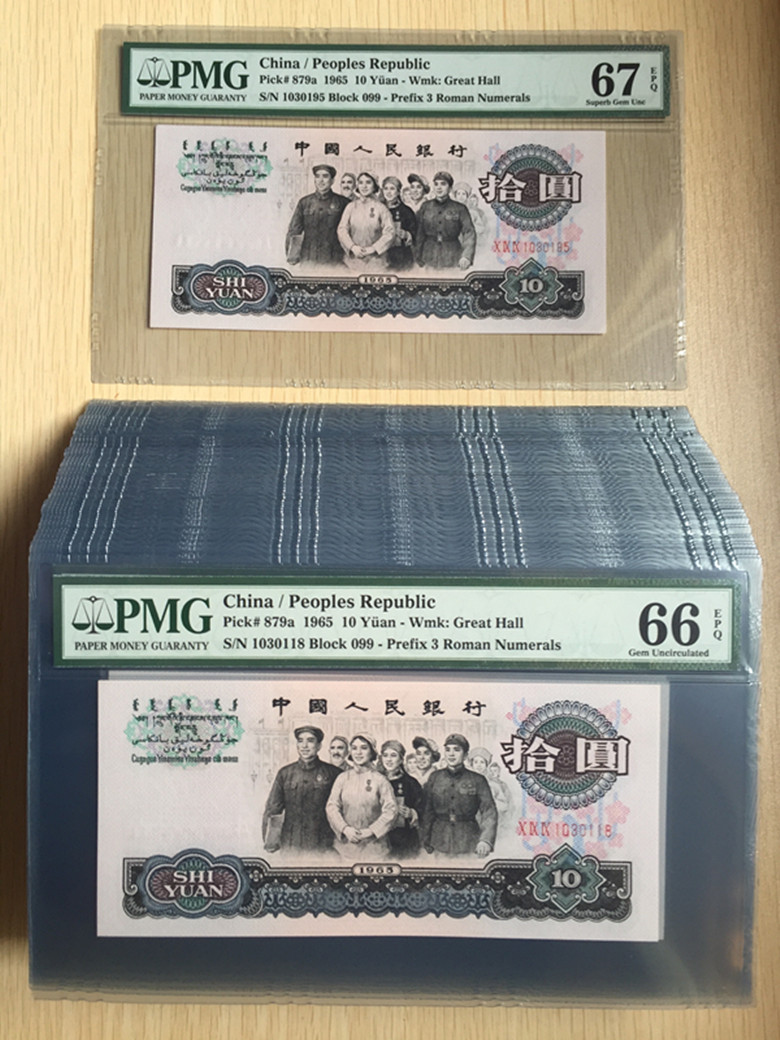 PMG
PAPER MONEY GUARANTY
China / Peoples Republic
Pick# 879a 1965 10 Yüan - Wmk: Great Hall
S/N 1030195 Block 099 - Prefix 3 Roman Numerals
67
EPQ
Superb Gem Unc
中國人民銀行
拾圓
1965
SHI
YUAN
10
PMG
PAPER MONEY GUARANTY
China / Peoples Republic
Pick# 879a 1965 10 Yüan - Wmk: Great Hall
S/N 1030118 Block 099 - Prefix 3 Roman Numerals
66
EPQ
Gem Uncirculated
中國人民銀行
拾圓
1030118
1965
SHI
YUAN
10